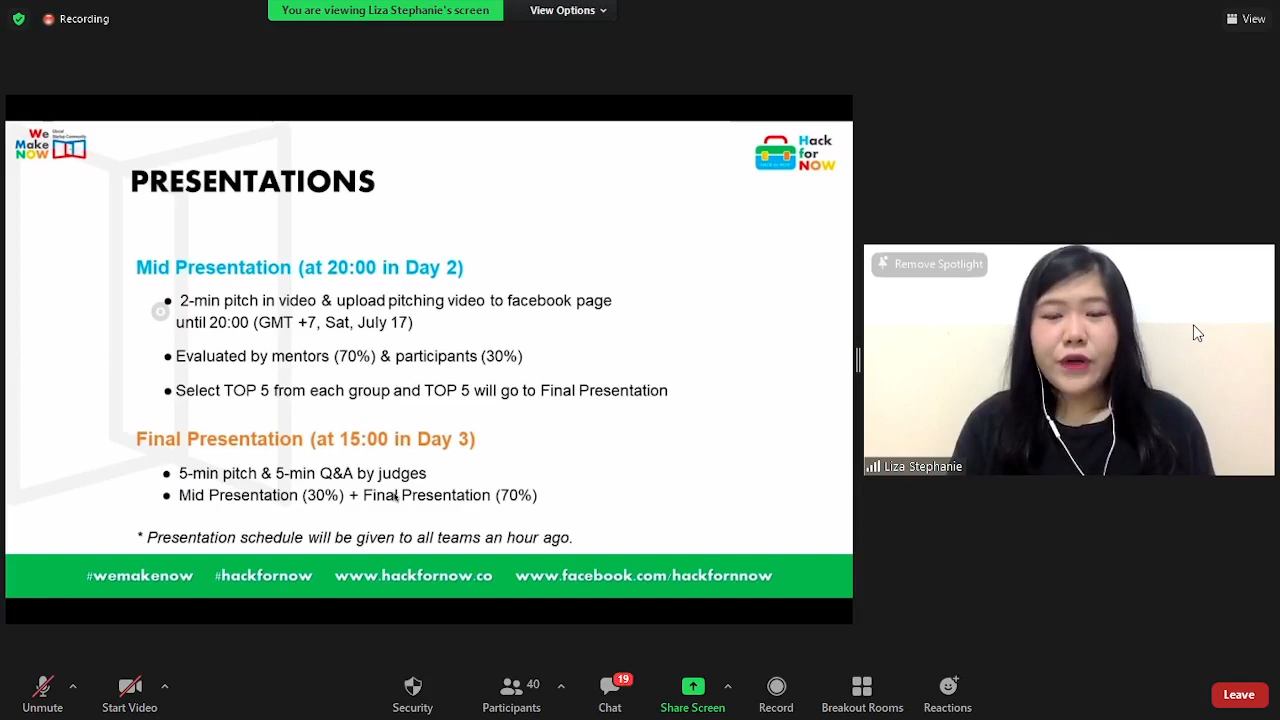 Recording
You are viewing Liza Stephanie's screen
View Options
View
We
Make
NOW
Global
Startup Community
Hack
for
NOW
PRESENTATIONS
Mid Presentation (at 20:00 in Day 2)
● 2-min pitch in video & upload pitching video to facebook page
until 20:00 (GMT +7, Sat, July 17)
● Evaluated by mentors (70%) & participants (30%)
● Select TOP 5 from each group and TOP 5 will go to Final Presentation
Final Presentation (at 15:00 in Day 3)
● 5-min pitch & 5-min Q&A by judges
● Mid Presentation (30%) + Final Presentation (70%)
* Presentation schedule will be given to all teams an hour ago.
#wemakenow #hackfornow www.hackfornow.co www.facebook.com/hackfornnow
Remove Spotlight
Liza Stephanie
40
19
Unmute
Start Video
Security
Participants
Chat
Share Screen
Record
Breakout Rooms
Reactions
Leave